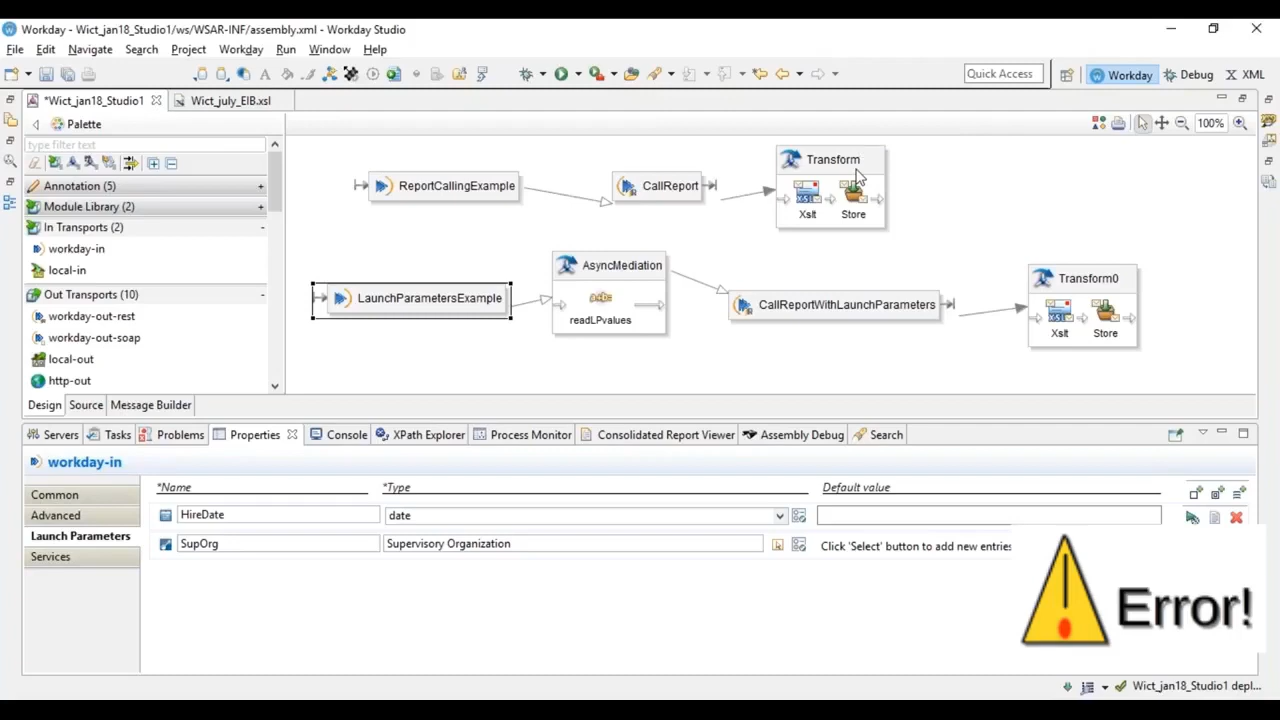 Workday - Wict_jan18_Studio1/ws/WSAR-INF/assembly.xml - Workday Studio
File Edit Navigate Search Project Workday Run Window Help
Quick Access Workday Debug XML
*Wict_jan18_Studio1 Wict_july_EIB.xsl
Palette 100%
type filter text
Annotation (5)
Module Library (2)
In Transports (2)
workday-in
local-in
Out Transports (10)
workday-out-rest
workday-out-soap
local-out
http-out
ReportCallingExample
CallReport
Transform
Xslt Store
LaunchParametersExample
AsyncMediation
readLPvalues
CallReportWithLaunchParameters
Transform0
Xslt Store
Design Source Message Builder
Servers Tasks Problems Properties Console XPath Explorer Process Monitor Consolidated Report Viewer Assembly Debug Search
workday-in
Common
Advanced
Launch Parameters
Services
*Name *Type Default value
HireDate date
SupOrg Supervisory Organization Click 'Select' button to add new entries
Error!
Wict_jan18_Studio1 depl...